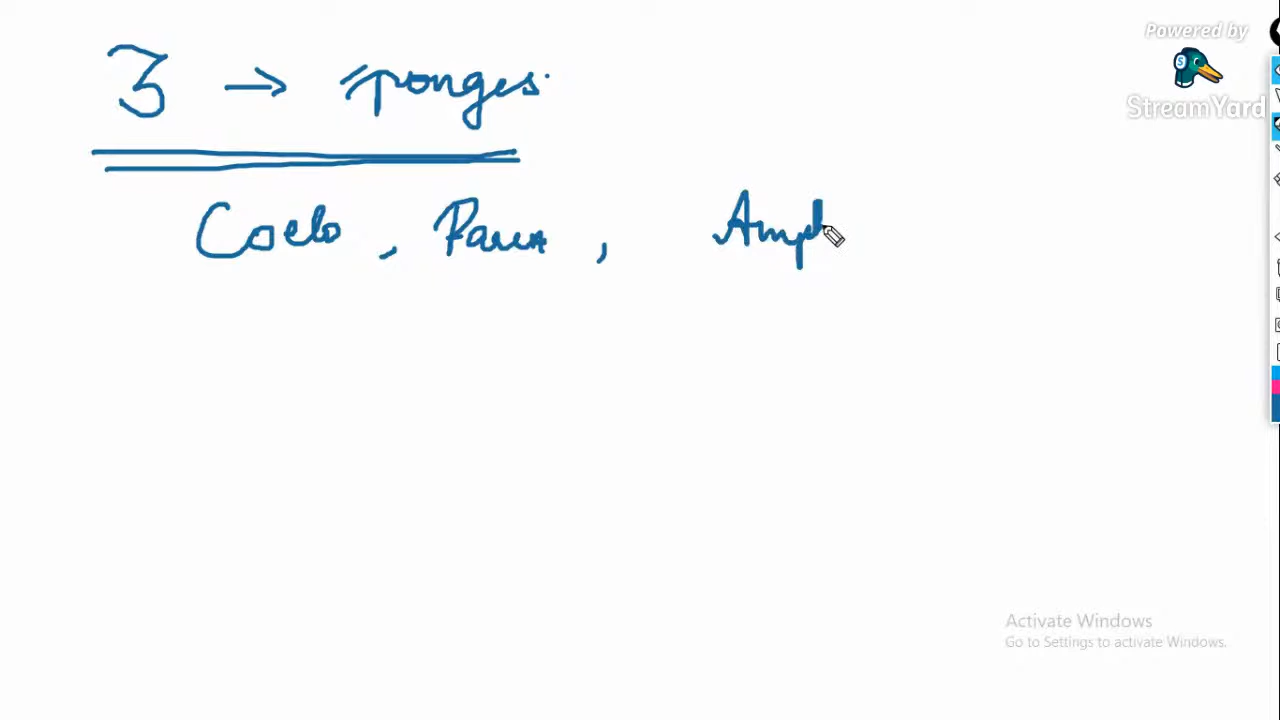 Powered by
StreamYard
3 → sponges
Coelo, Para, Amph
Activate Windows
Go to Settings to activate Windows.